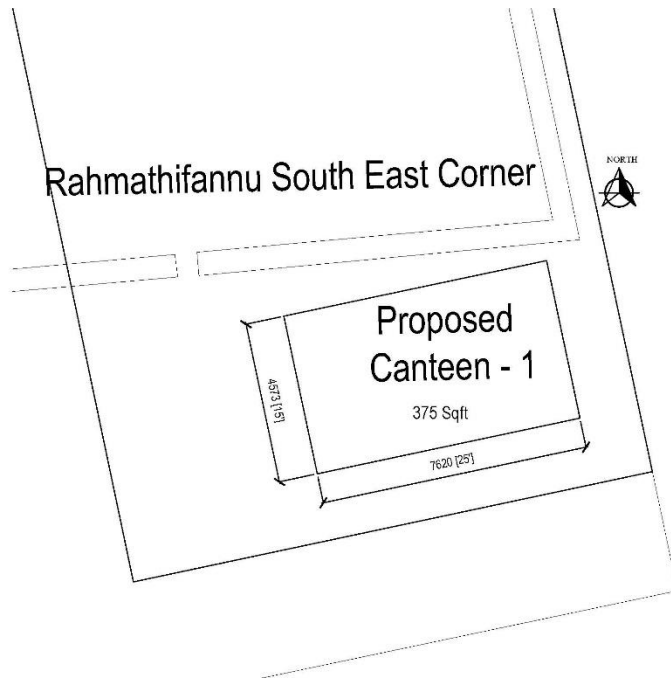 NORTH
Rahmathifannu South East Corner
Proposed
Canteen - 1
375 Sqft
4573 [15']
7620 [25']